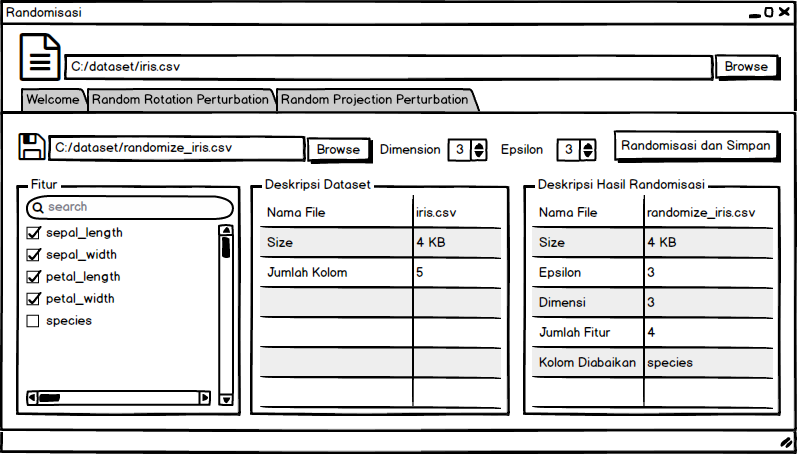 Randomisasi
C:/dataset/iris.csv
Browse
Welcome
Random Rotation Perturbation
Random Projection Perturbation
C:/dataset/randomize_iris.csv
Browse
Dimension
3
Epsilon
3
Randomisasi dan Simpan
Fitur
search
sepal_length
sepal_width
petal_length
petal_width
species
Deskripsi Dataset
Nama File iris.csv
Size 4 KB
Jumlah Kolom 5
Deskripsi Hasil Randomisasi
Nama File randomize_iris.csv
Size 4 KB
Epsilon 3
Dimensi 3
Jumlah Fitur 4
Kolom Diabaikan species